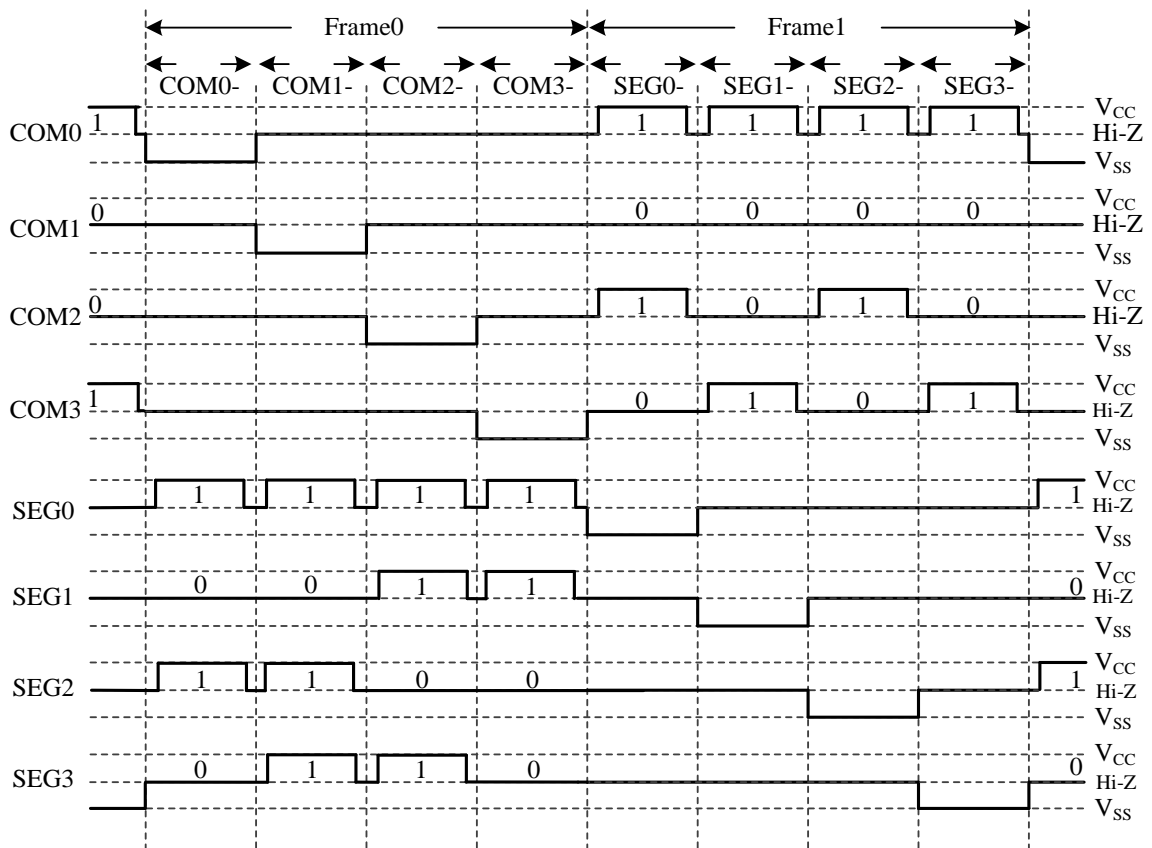 Frame0 Frame1
COM0- COM1- COM2- COM3- SEG0- SEG1- SEG2- SEG3-
VCC
COM0 1 1 1 1 1 Hi-Z
VSS
VCC
0 0 0 0 0
COM1 Hi-Z
VSS
VCC
COM2 0 1 0 1 0 Hi-Z
VSS
VCC
COM3 1 0 1 0 1 Hi-Z
VSS
VCC
SEG0 1 1 1 1 1 Hi-Z
VSS
VCC
SEG1 0 0 1 1 0 Hi-Z
VSS
VCC
SEG2 1 1 0 0 1 Hi-Z
VSS
VCC
SEG3 0 1 1 0 0 Hi-Z
VSS